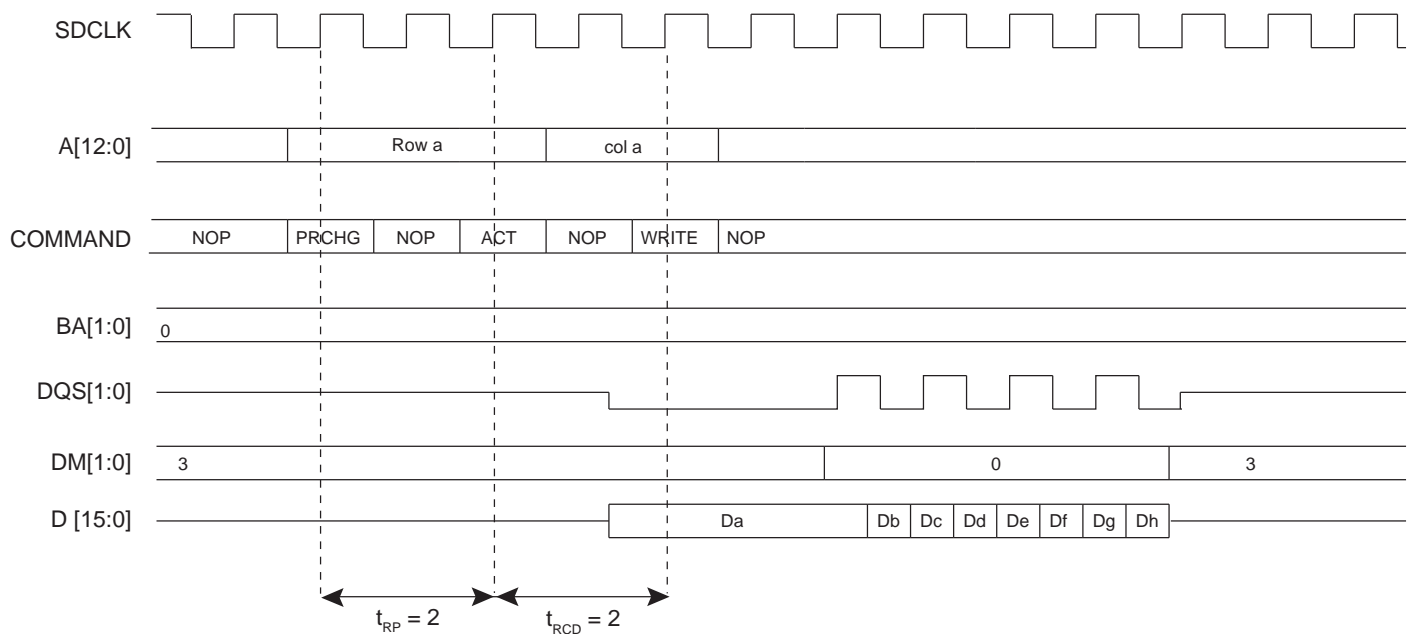 SDCLK
A[12:0] Row a col a
COMMAND NOP PRCHG NOP ACT NOP WRITE NOP
BA[1:0] 0
DQS[1:0]
DM[1:0] 3 0 3
D [15:0] Da Db Dc Dd De Df Dg Dh
tRP = 2 tRCD = 2